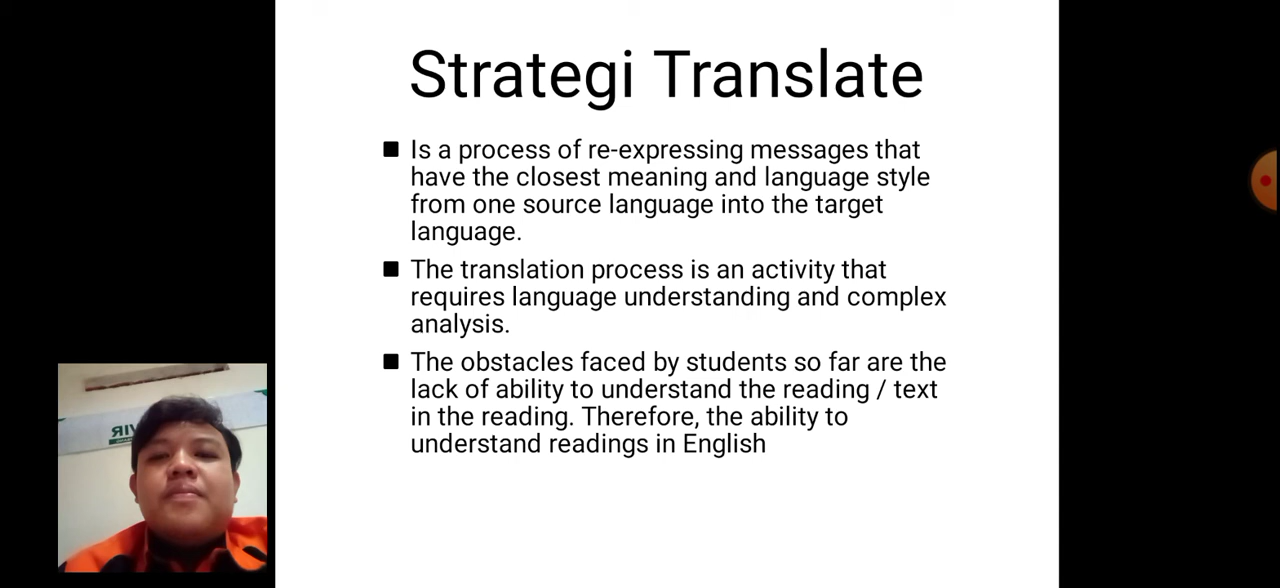 Strategi Translate
■ Is a process of re-expressing messages that
have the closest meaning and language style
from one source language into the target
language.
■ The translation process is an activity that
requires language understanding and complex
analysis.
■ The obstacles faced by students so far are the
lack of ability to understand the reading / text
in the reading. Therefore, the ability to
understand readings in English